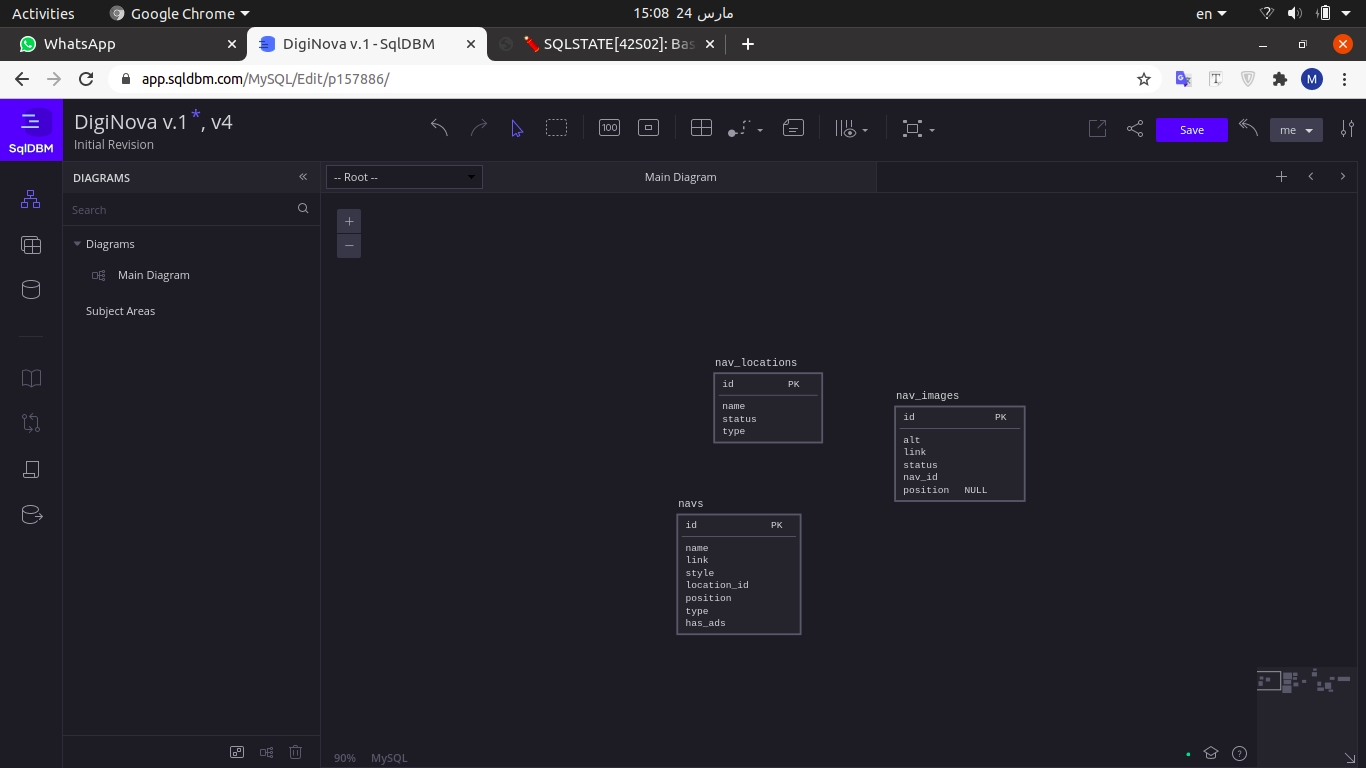 Activities
Google Chrome
15:08 24 مارس
en
WhatsApp
DigiNova v.1 - SqlDBM
SQLSTATE[42S02]: Bas
app.sqldbm.com/MySQL/Edit/p157886/
T
M
SqlDBM
DigiNova v.1 *, v4
Initial Revision
100
Save
me
DIAGRAMS
-- Root --
Main Diagram
Search
Diagrams
Main Diagram
Subject Areas
nav_locations
id PK
name
status
type
nav_images
id PK
alt
link
status
nav_id
position NULL
navs
id PK
name
link
style
location_id
position
type
has_ads
90% MySQL